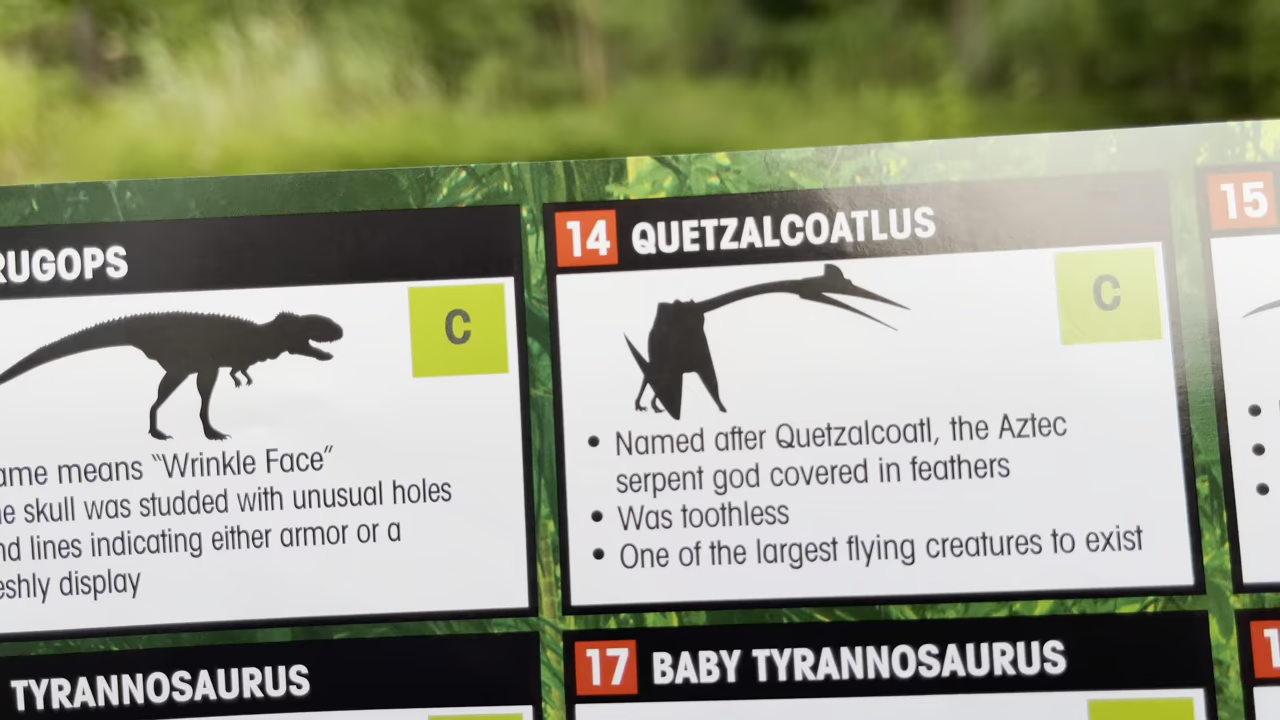 RUGOPS
C
ame means “Wrinkle Face”
he skull was studded with unusual holes
nd lines indicating either armor or a
eshly display
14 QUETZALCOATLUS
C
• Named after Quetzalcoatl, the Aztec
serpent god covered in feathers
• Was toothless
• One of the largest flying creatures to exist
15
TYRANNOSAURUS
17 BABY TYRANNOSAURUS